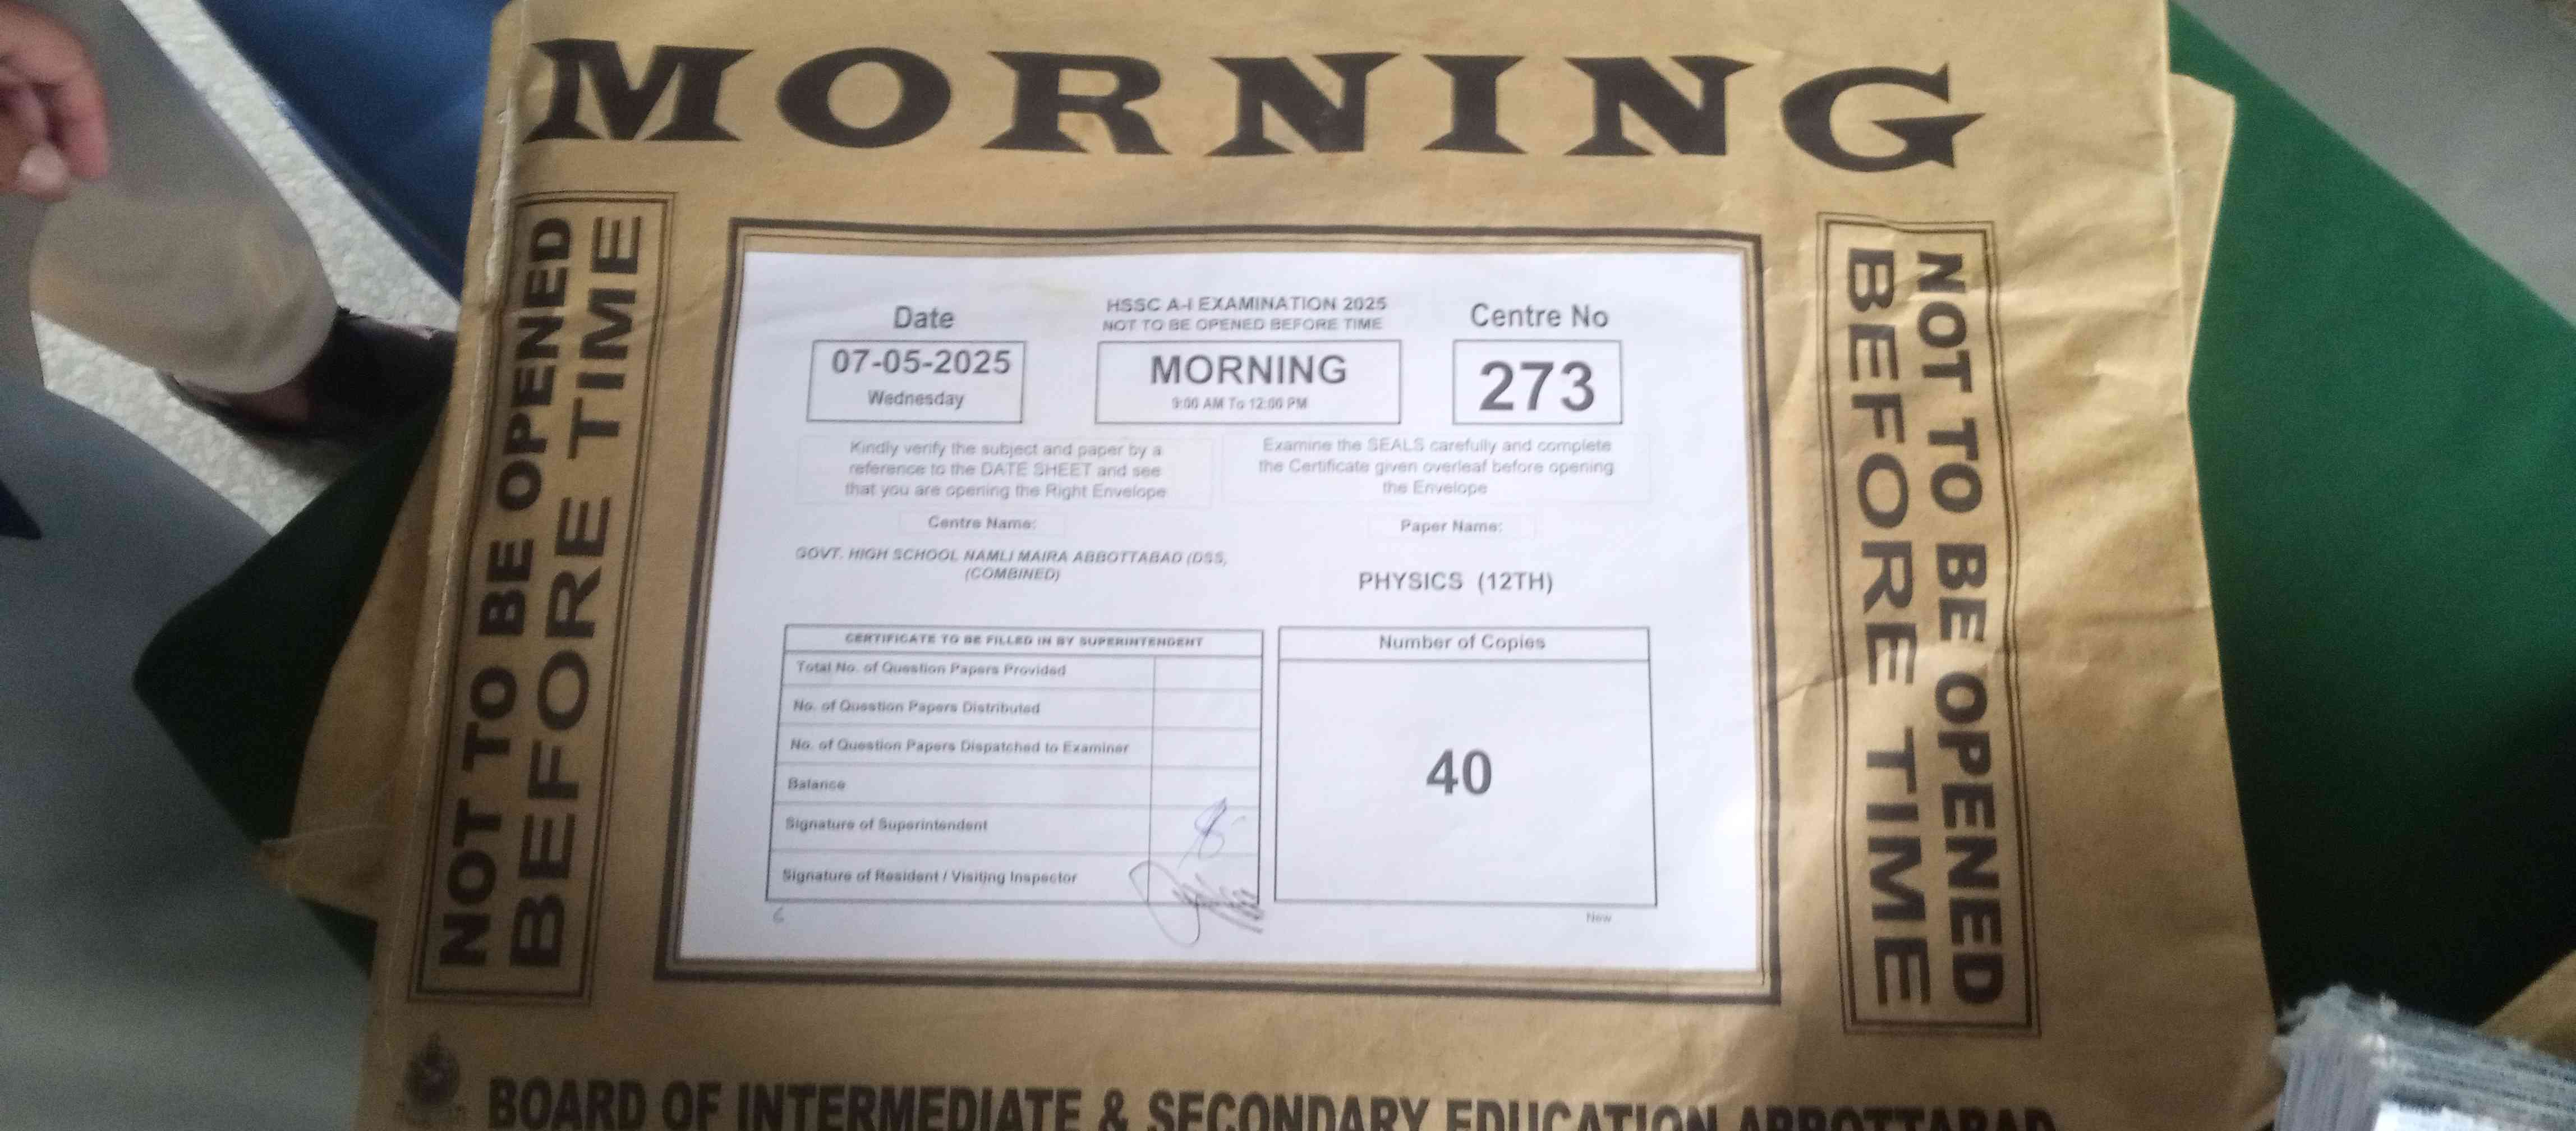 MORNING
NOT TO BE OPENED
BEFORE TIME
Date
07-05-2025
Wednesday
HSSC A-I EXAMINATION 2025
NOT TO BE OPENED BEFORE TIME
MORNING
9:00 AM To 12:00 PM
Centre No
273
Kindly verify the subject and paper by a
reference to the DATE SHEET and see
that you are opening the Right Envelope
Examine the SEALS carefully and complete
the Certificate given overleaf before opening
the Envelope
Centre Name:
GOVT. HIGH SCHOOL NAMLI MAIRA ABBOTTABAD (DSS,
(COMBINED)
Paper Name:
PHYSICS (12TH)
CERTIFICATE TO BE FILLED IN BY SUPERINTENDENT
Total No. of Question Papers Provided
No. of Question Papers Distributed
No. of Question Papers Dispatched to Examiner
Balance
Signature of Superintendent
Signature of Resident / Visiting Inspector
Number of Copies
40
6
New
NOT TO BE OPENED
BEFORE TIME
BOARD OF INTERMEDIATE & SECONDARY EDUCATION ABBOTTABAD